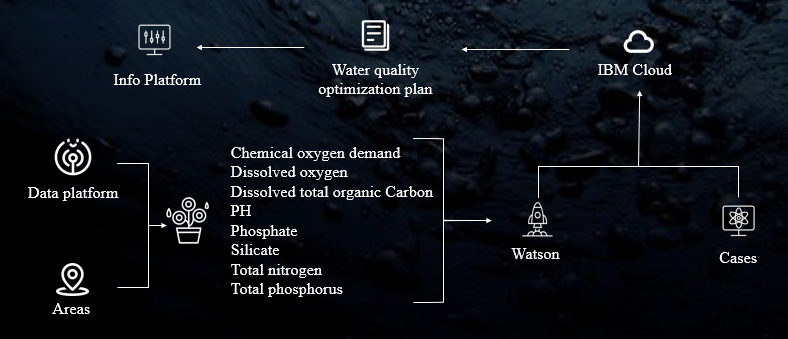 Info Platform
Water quality
optimization plan
IBM Cloud
Data platform
Areas
Chemical oxygen demand
Dissolved oxygen
Dissolved total organic Carbon
PH
Phosphate
Silicate
Total nitrogen
Total phosphorus
Watson
Cases